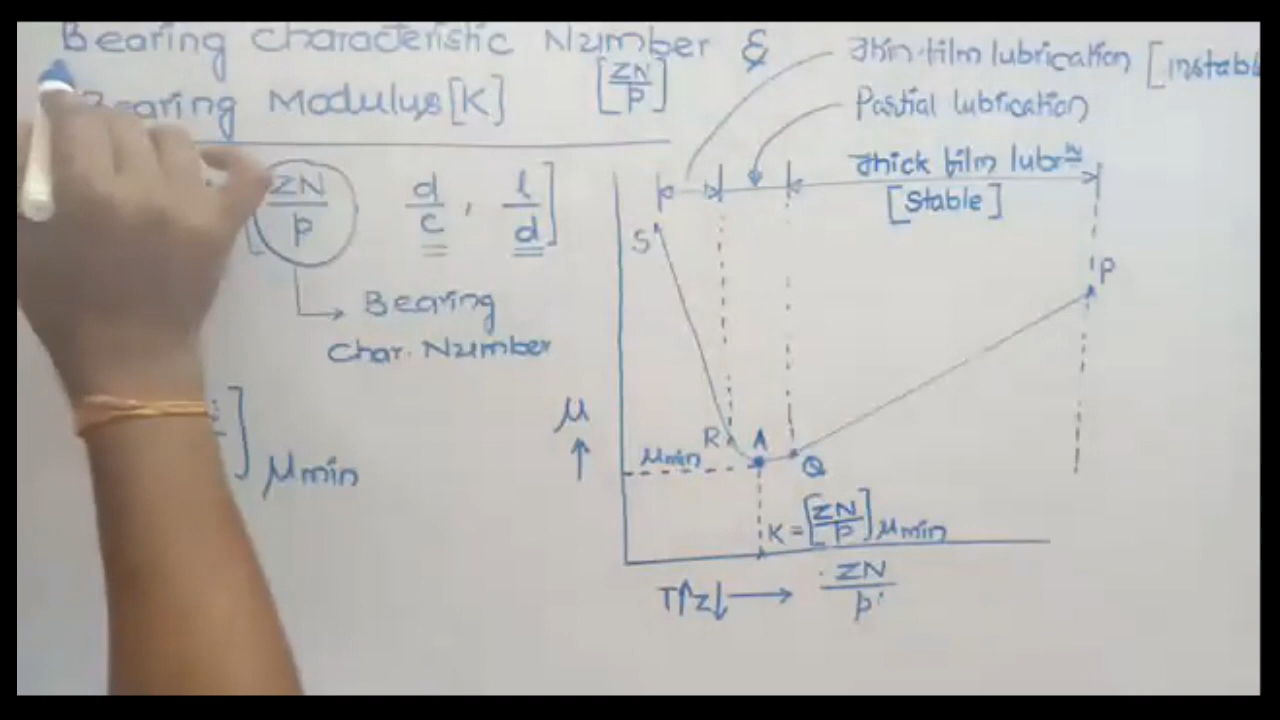 Bearing Characteristic Number &
Bearing Modulus [K] [ZN/P]
ZN/P d/c, l/d]
Bearing
Char. Number
] μmin
Thin film lubrication
Partial lubrication
Thick film lubrⁿ
[Stable]
S
P
R A Q
μ
μmin
K = [ZN/P] μmin
T↑Z↓ → ZN/P